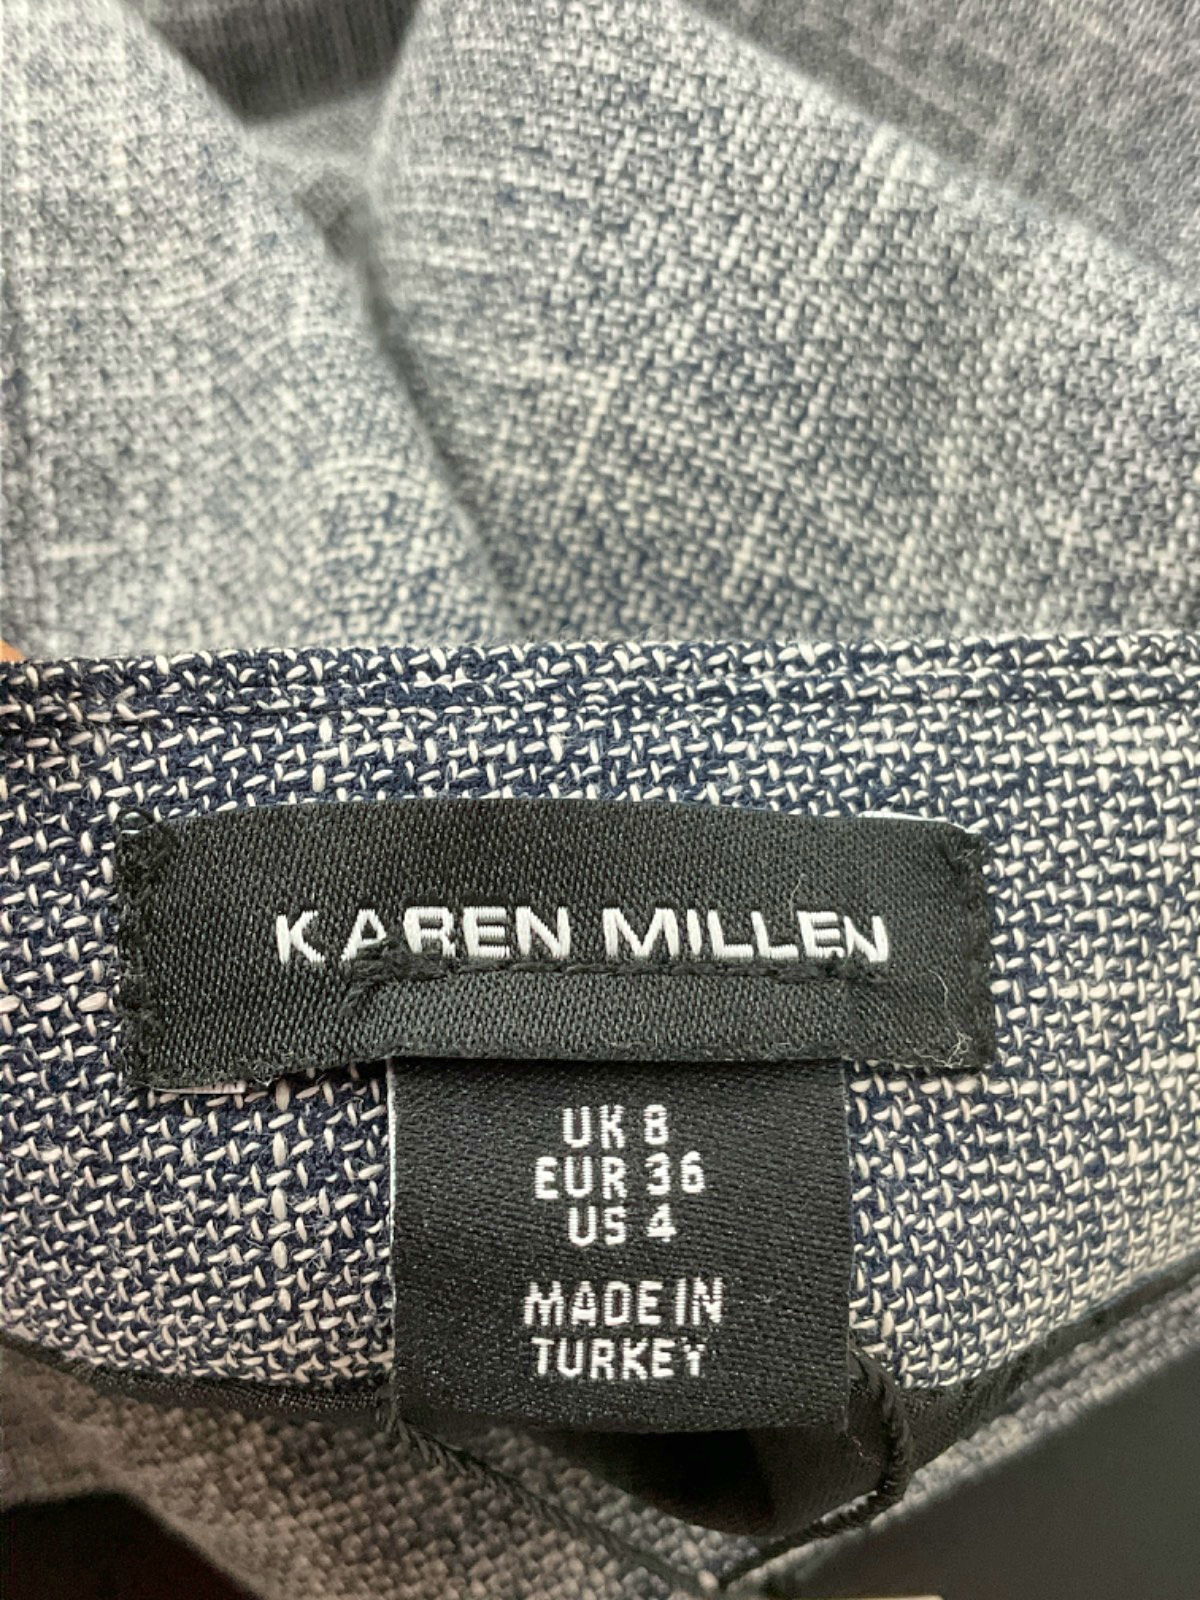 KAREN MILLEN
UK 8
EUR 36
US 4
MADE IN
TURKEY